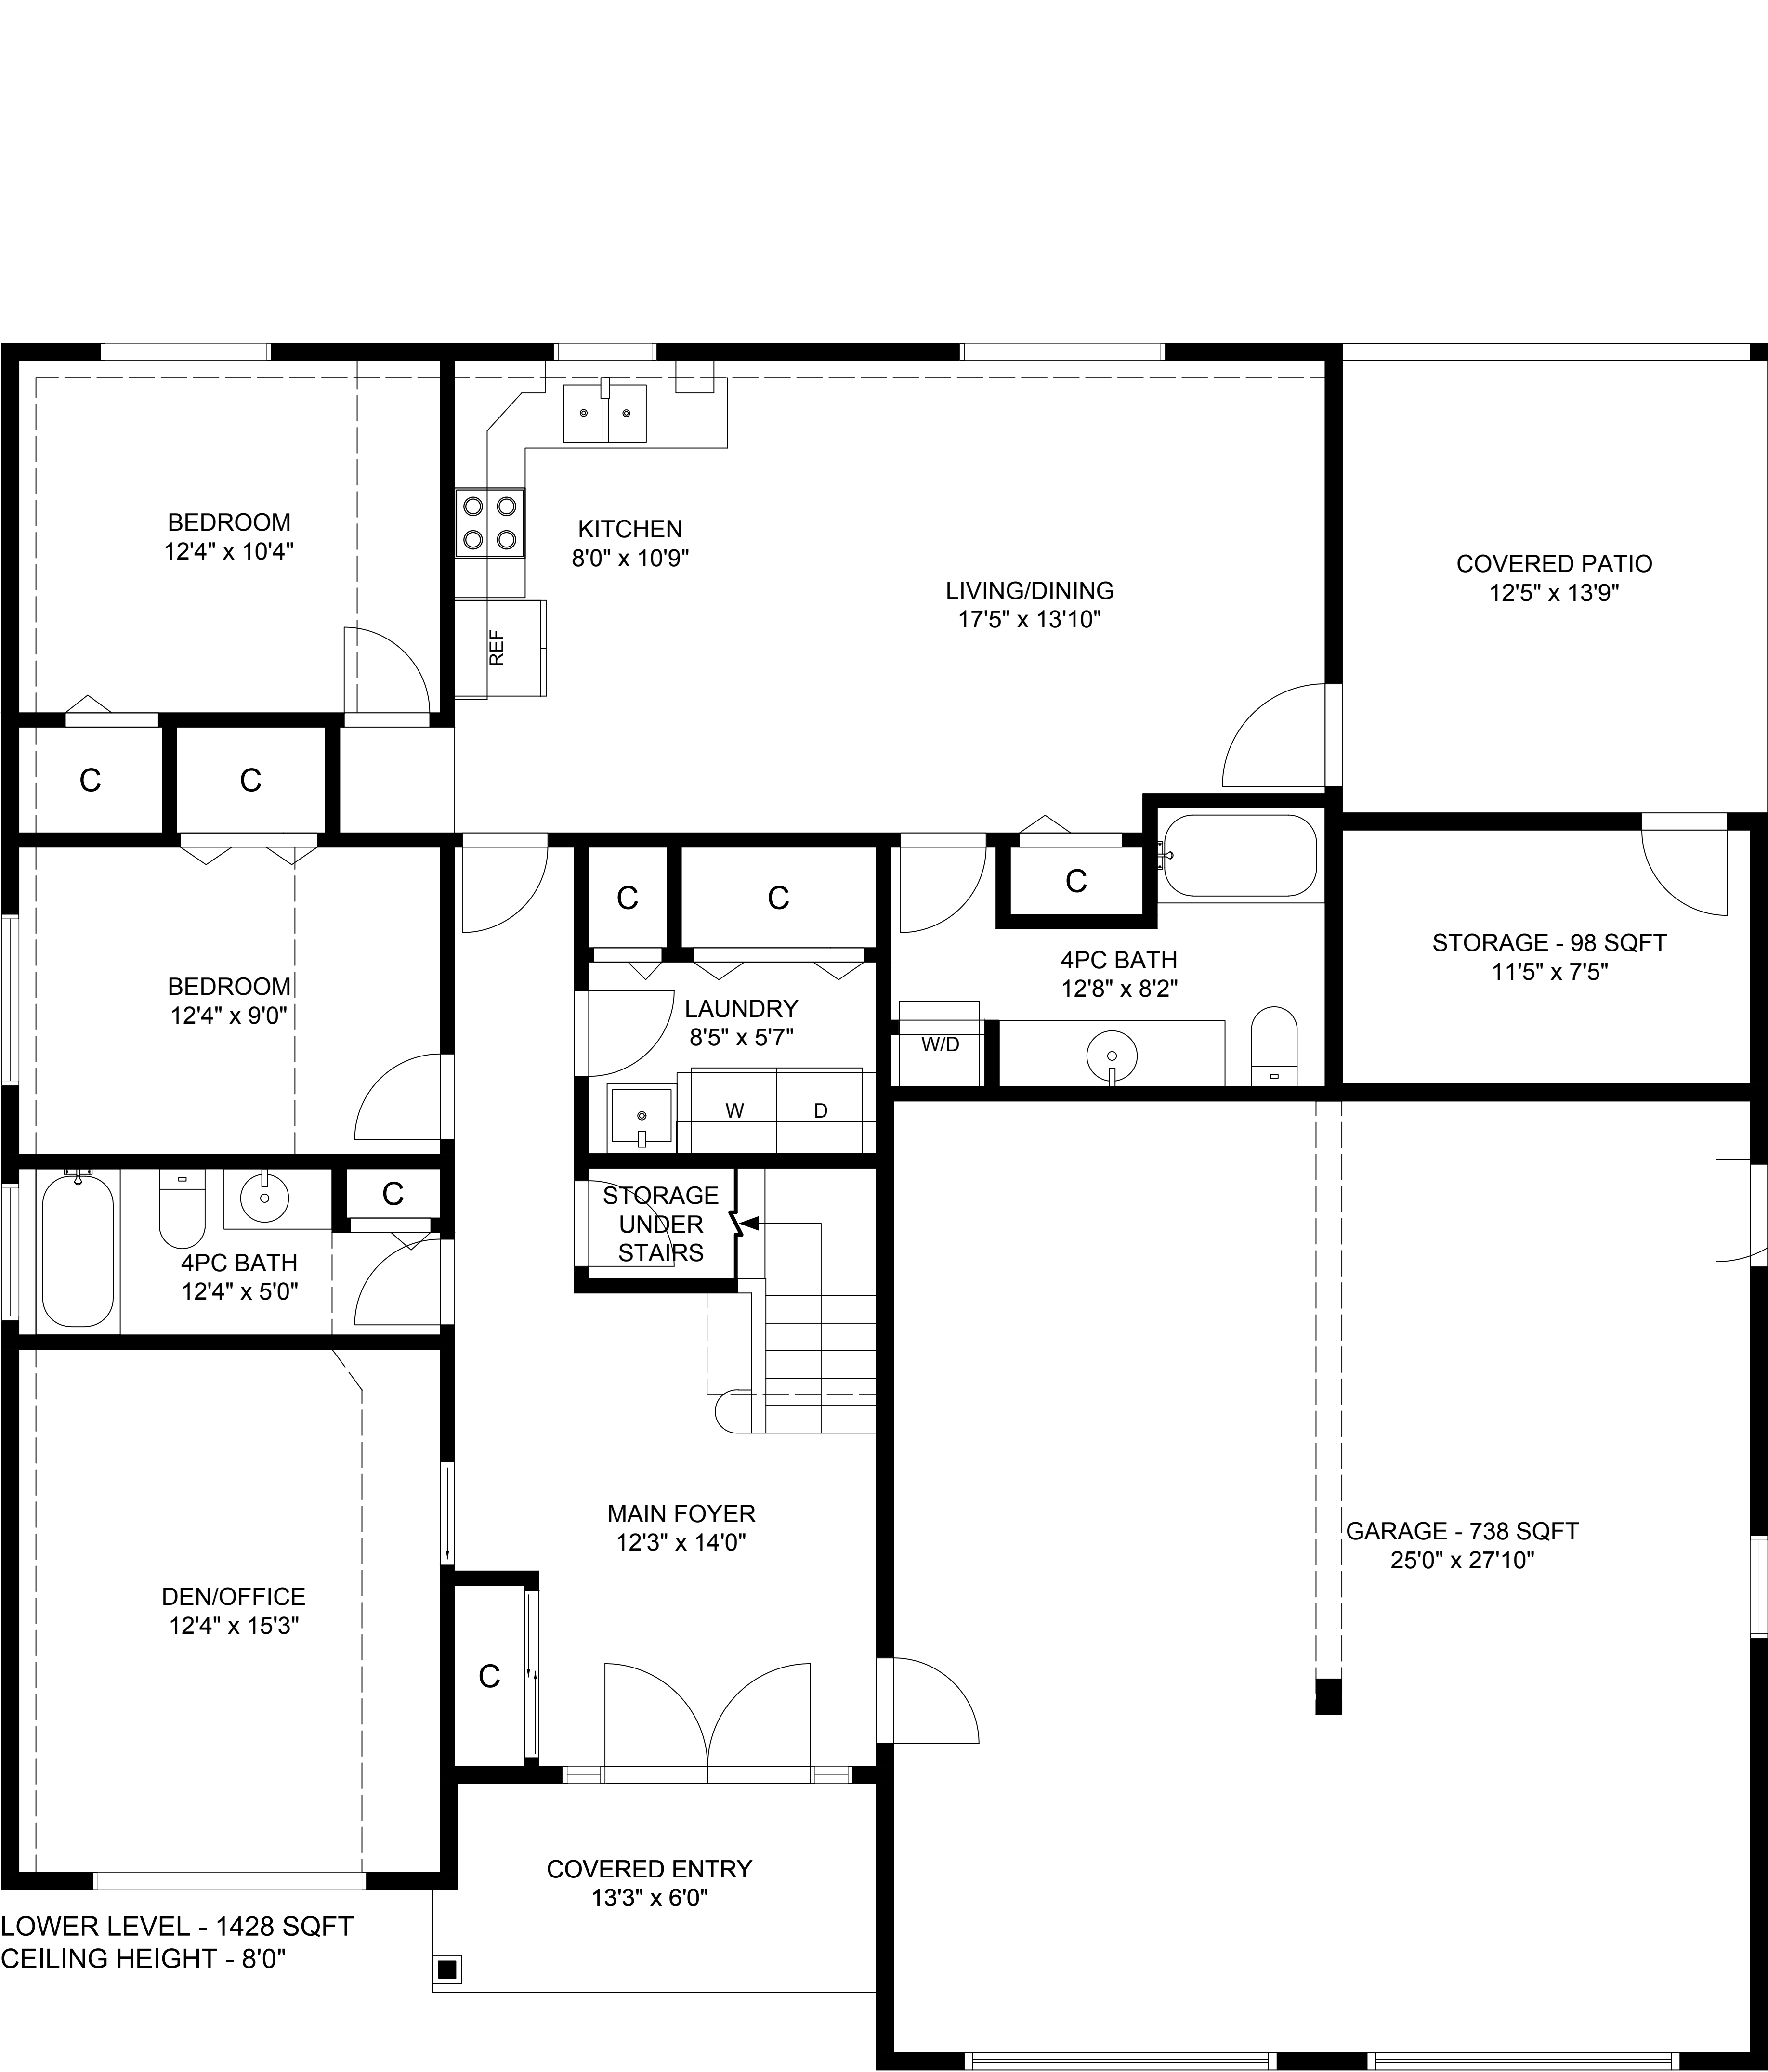 BEDROOM
12'4" x 10'4"
KITCHEN
8'0" x 10'9"
LIVING/DINING
17'5" x 13'10"
COVERED PATIO
12'5" x 13'9"
REF
C
C
C
C
C
BEDROOM
12'4" x 9'0"
LAUNDRY
8'5" x 5'7"
4PC BATH
12'8" x 8'2"
STORAGE - 98 SQFT
11'5" x 7'5"
W/D
W
D
C
4PC BATH
12'4" x 5'0"
STORAGE
UNDER
STAIRS
MAIN FOYER
12'3" x 14'0"
GARAGE - 738 SQFT
25'0" x 27'10"
DEN/OFFICE
12'4" x 15'3"
C
COVERED ENTRY
13'3" x 6'0"
LOWER LEVEL - 1428 SQFT
CEILING HEIGHT - 8'0"